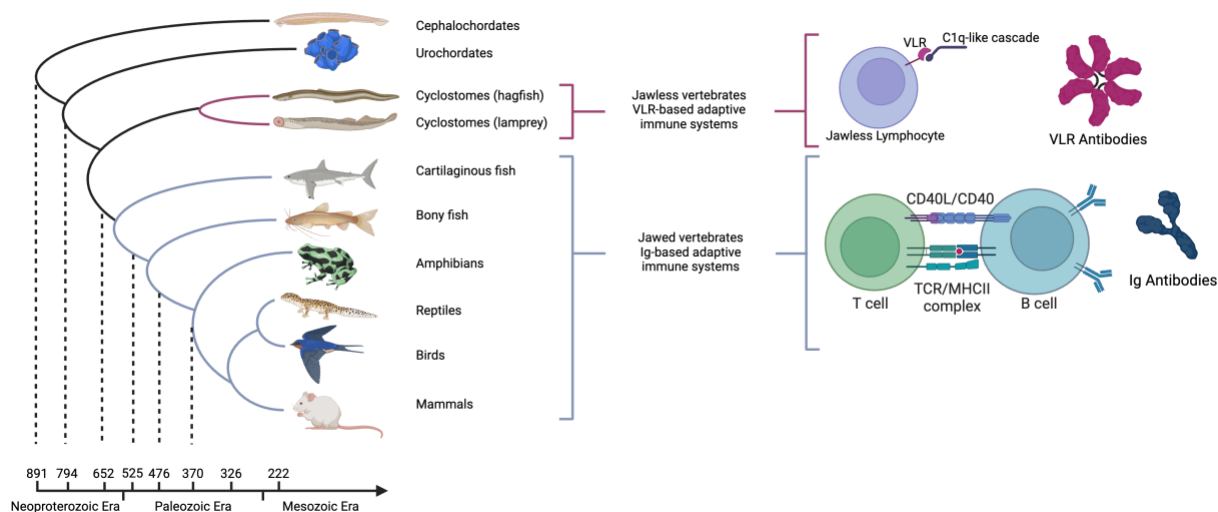 Cephalochordates
Urochordates
Cyclostomes (hagfish)
Cyclostomes (lamprey)
Cartilaginous fish
Bony fish
Amphibians
Reptiles
Birds
Mammals
Jawless vertebrates
VLR-based adaptive
immune systems
Jawed vertebrates
Ig-based adaptive
immune systems
VLR
C1q-like cascade
Jawless Lymphocyte
VLR Antibodies
CD40L/CD40
T cell
TCR/MHCII
complex
B cell
Ig Antibodies
891 794 652 525 476 370 326 222
Neoproterozoic Era Paleozoic Era Mesozoic Era